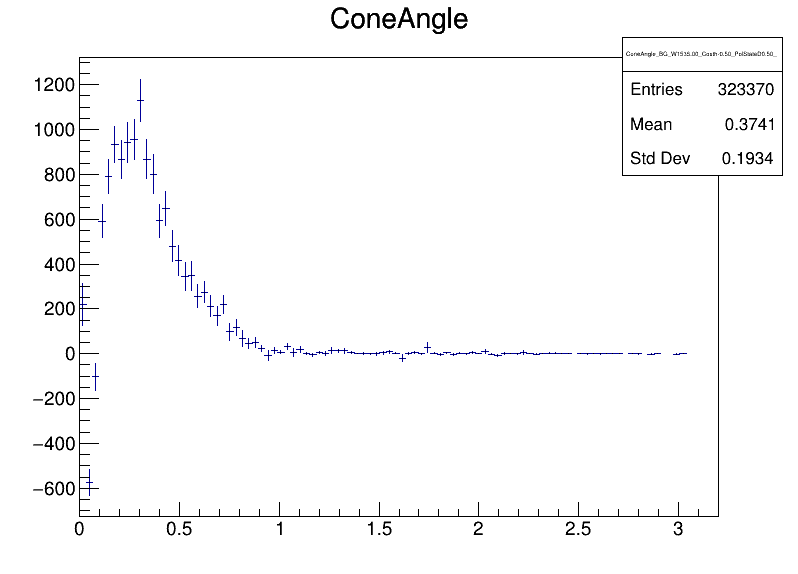 ConeAngle
ConeAngle_BG_W1535.00_Costh-0.50_PolStateD0.50_
Entries 323370
Mean 0.3741
Std Dev 0.1934
1200
1000
800
600
400
200
0
−200
−400
−600
0 0.5 1 1.5 2 2.5 3